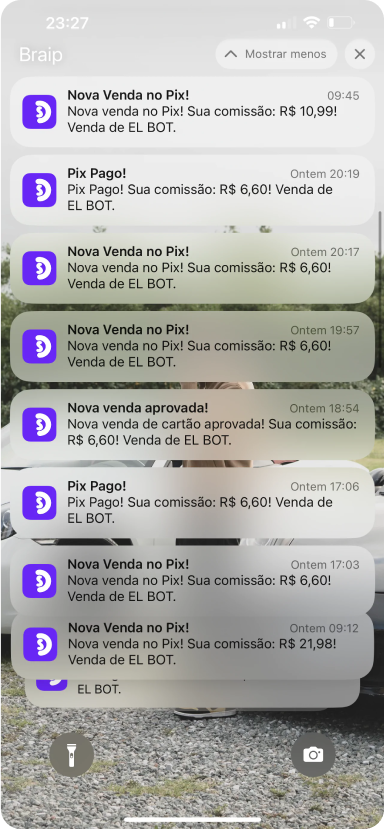 23:27
Braip
Mostrar menos
Nova Venda no Pix! 09:45
Nova venda no Pix! Sua comissão: R$ 10,99!
Venda de EL BOT.
Pix Pago! Ontem 20:19
Pix Pago! Sua comissão: R$ 6,60! Venda de
EL BOT.
Nova Venda no Pix! Ontem 20:17
Nova venda no Pix! Sua comissão: R$ 6,60!
Venda de EL BOT.
Nova Venda no Pix! Ontem 19:57
Nova venda no Pix! Sua comissão: R$ 6,60!
Venda de EL BOT.
Nova venda aprovada! Ontem 18:54
Nova venda de cartão aprovada! Sua comissão:
R$ 6,60! Venda de EL BOT.
Pix Pago! Ontem 17:06
Pix Pago! Sua comissão: R$ 6,60! Venda de
EL BOT.
Nova Venda no Pix! Ontem 17:03
Nova venda no Pix! Sua comissão: R$ 6,60!
Venda de EL BOT.
Nova Venda no Pix! Ontem 09:12
Nova venda no Pix! Sua comissão: R$ 21,98!
Venda de EL BOT.
EL BOT.